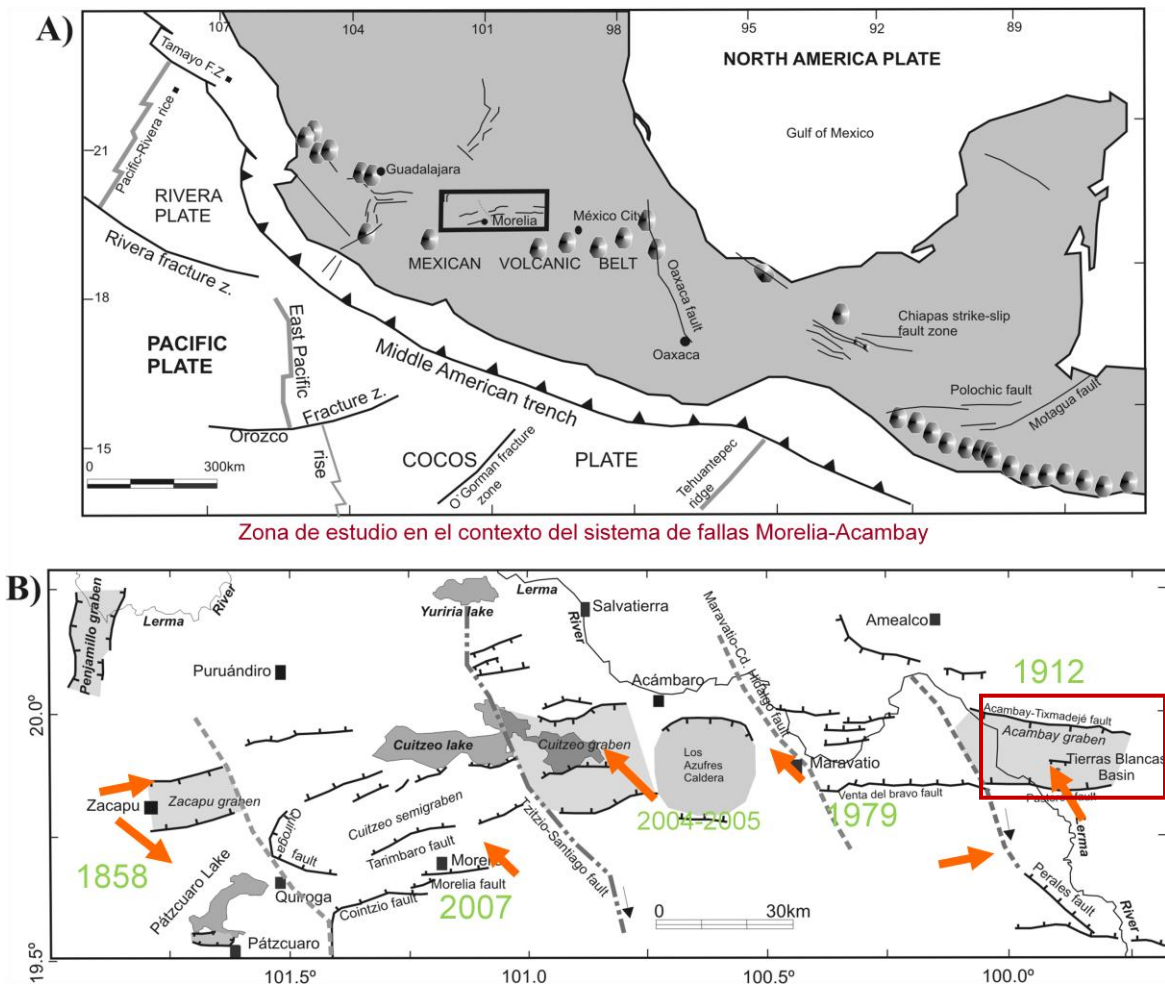 A)
107
104
101
98
95
92
89
Tamayo F.Z.
NORTH AMERICA PLATE
Pacific-Rivera rice
Gulf of Mexico
21
Guadalajara
RIVERA
PLATE
Morelia
México City
Rivera fracture z.
MEXICAN VOLCANIC BELT
Oaxaca fault
18
East Pacific
rise
Chiapas strike-slip
fault zone
PACIFIC
PLATE
Oaxaca
Middle American trench
Polochic fault
Motagua fault
Orozco Fracture z.
15
0 300km
COCOS PLATE
O`Gorman fracture
zone
Tehuantepec
ridge
Zona de estudio en el contexto del sistema de fallas Morelia-Acambay
B)
Penjamillo graben
Lerma
River
Yuriria lake
Lerma
River
Salvatierra
Maravatio-Cd. Hidalgo fault
Amealco
Puruándiro
Acámbaro
1912
20.0º
Acambay-Tixmadejé fault
Acambay graben
Cuitzeo lake
Cuitzeo graben
Los
Azufres
Caldera
Maravatio
Tierras Blancas
Basin
Zacapu
Zacapu graben
Venta del bravo fault
Pastores fault
Quiroga
fault
Cuitzeo semigraben
2004-2005
1979
Lerma
River
Tarimbaro fault
Tzitzio-Santiago fault
1858
Pátzcuaro Lake
Morelia
Morelia fault
2007
Quiroga
Cointzio fault
Perales fault
0 30km
Pátzcuaro
19.5º
101.5º
101.0º
100.5º
100.0º